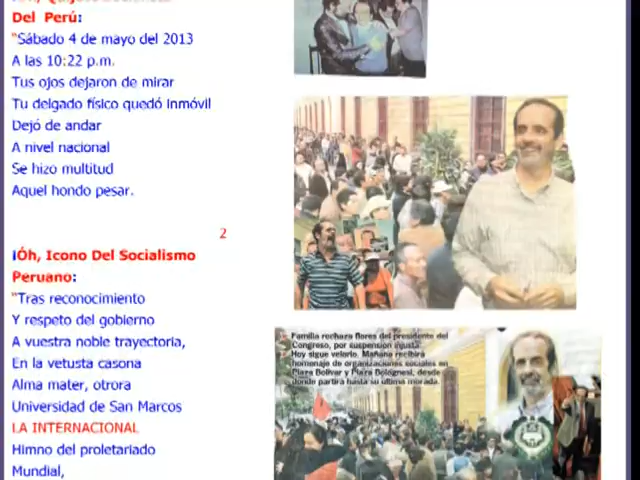 Del Perú:
"Sábado 4 de mayo del 2013
A las 10:22 p.m.
Tus ojos dejaron de mirar
Tu delgado físico quedó inmóvil
Dejó de andar
A nivel nacional
Se hizo multitud
Aquel hondo pesar.
2
¡Óh, Icono Del Socialismo
Peruano:
"Tras reconocimiento
Y respeto del gobierno
A vuestra noble trayectoria,
En la vetusta casona
Alma mater, otrora
Universidad de San Marcos
LA INTERNACIONAL
Himno del proletariado
Mundial,
Familia rechaza flores del presidente del
Congreso, por suspensión injusta.
Hoy sigue velorio. Mañana recibirá
homenaje de organizaciones sociales en
Plaza Bolívar y Plaza Bolognesi, desde
donde partirá hasta su última morada.